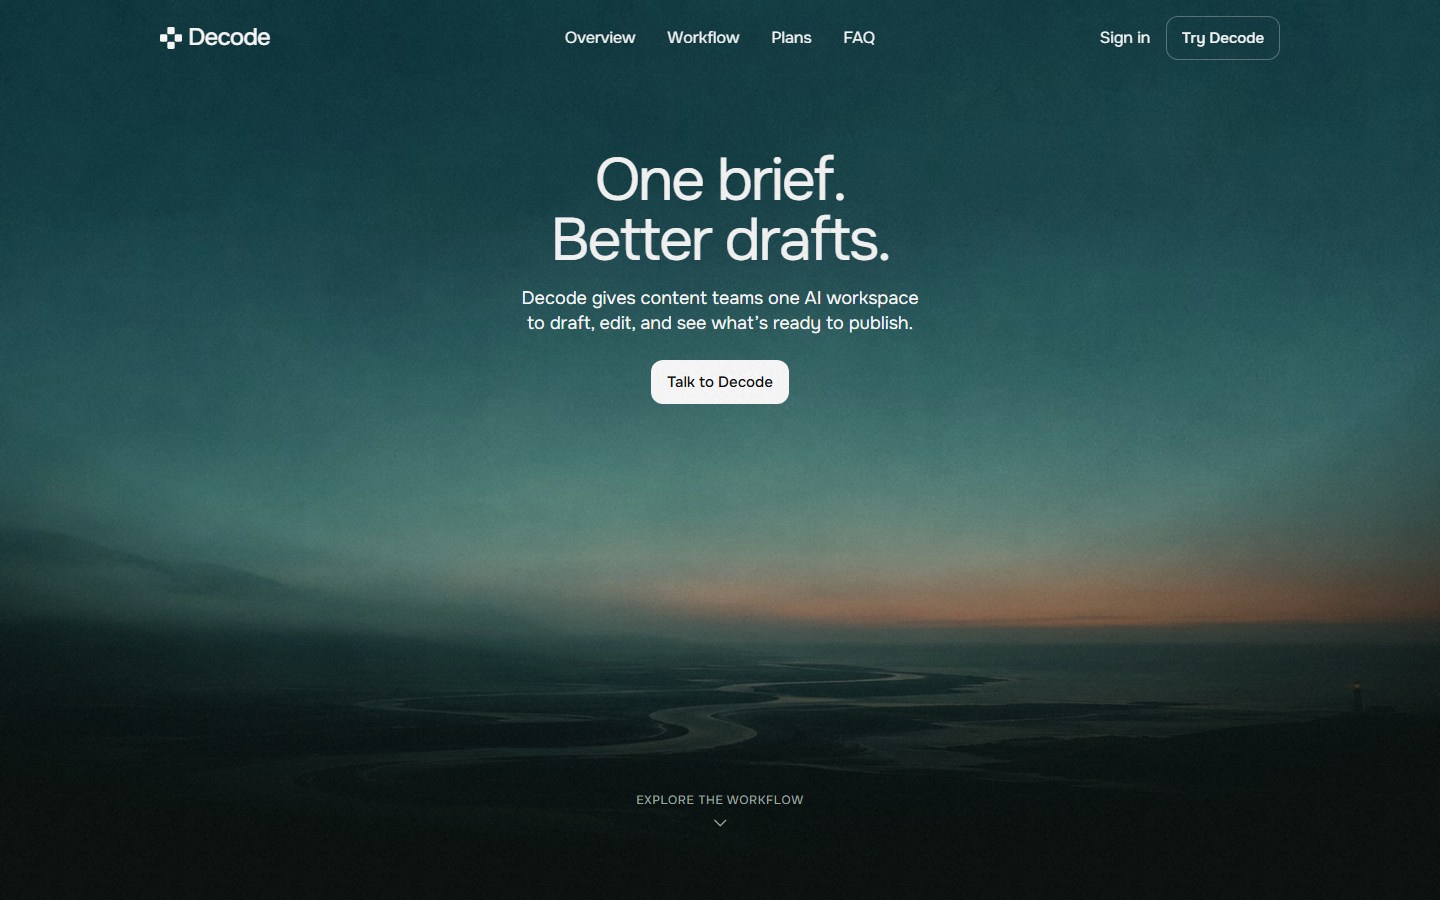 Decode
Overview
Workflow
Plans
FAQ
Sign in
Try Decode
One brief.
Better drafts.
Decode gives content teams one AI workspace
to draft, edit, and see what’s ready to publish.
Talk to Decode
EXPLORE THE WORKFLOW